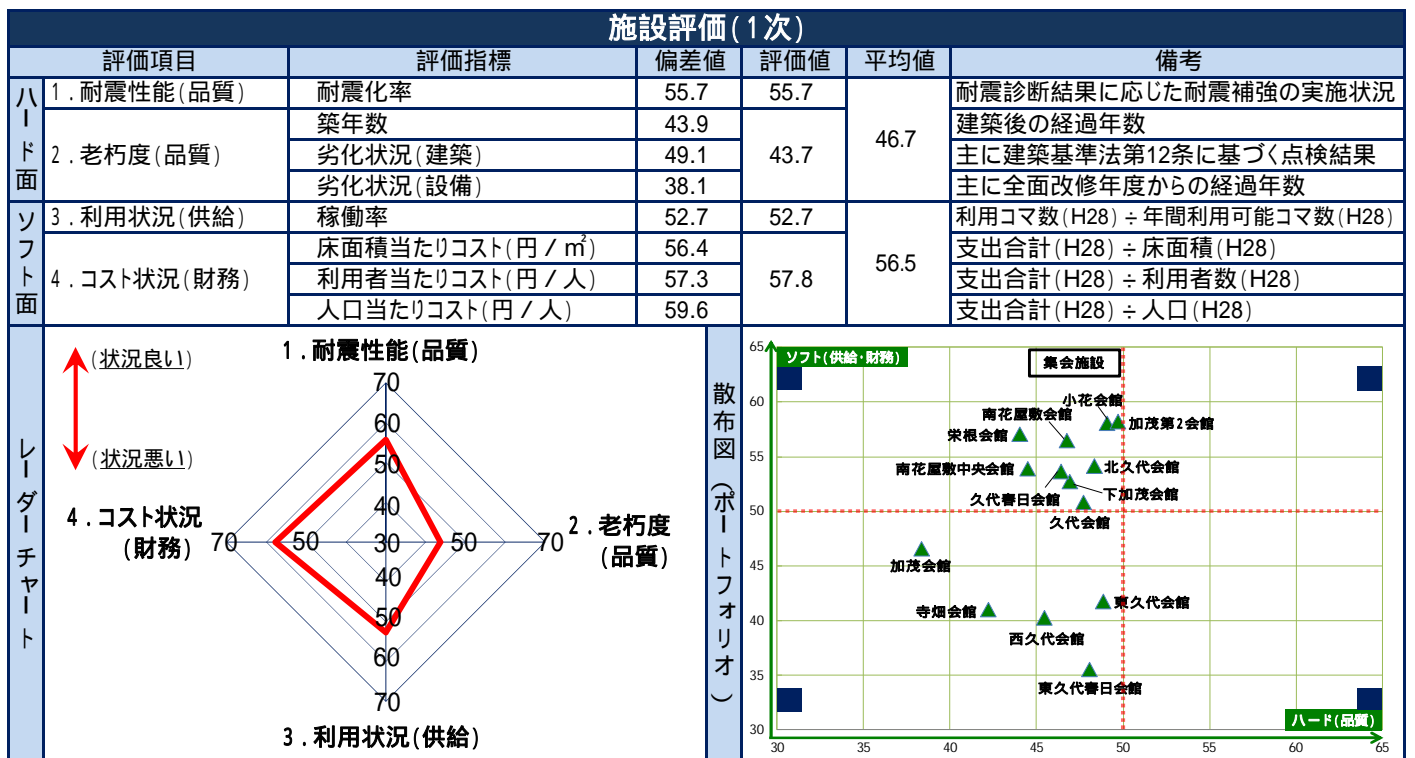 施設評価(1次)
評価項目 評価指標 偏差値 評価値 平均値 備考
ハード面
1.耐震性能(品質) 耐震化率 55.7 55.7 46.7 耐震診断結果に応じた耐震補強の実施状況
2.老朽度(品質) 築年数 43.9 43.7 建築後の経過年数
劣化状況(建築) 49.1 主に建築基準法第12条に基づく点検結果
劣化状況(設備) 38.1 主に全面改修年度からの経過年数
ソフト面
3.利用状況(供給) 稼働率 52.7 52.7 56.5 利用コマ数(H28)÷年間利用可能コマ数(H28)
4.コスト状況(財務) 床面積当たりコスト(円/㎡) 56.4 57.8 支出合計(H28)÷床面積(H28)
利用者当たりコスト(円/人) 57.3 支出合計(H28)÷利用者数(H28)
人口当たりコスト(円/人) 59.6 支出合計(H28)÷人口(H28)
レーダーチャート
(状況良い)
(状況悪い)
1.耐震性能(品質)
70
60
50
40
30
50
70
2.老朽度
(品質)
40
50
60
70
3.利用状況(供給)
4.コスト状況
(財務)
70
50
散布図(ポートフォリオ)
65
60
55
50
45
40
35
30
ソフト(供給・財務)
集会施設
小花会館
南花屋敷会館
加茂第2会館
栄根会館
南花屋敷中央会館
北久代会館
久代春日会館
下加茂会館
久代会館
加茂会館
寺畑会館
東久代会館
西久代会館
東久代春日会館
ハード(品質)
30 35 40 45 50 55 60 65